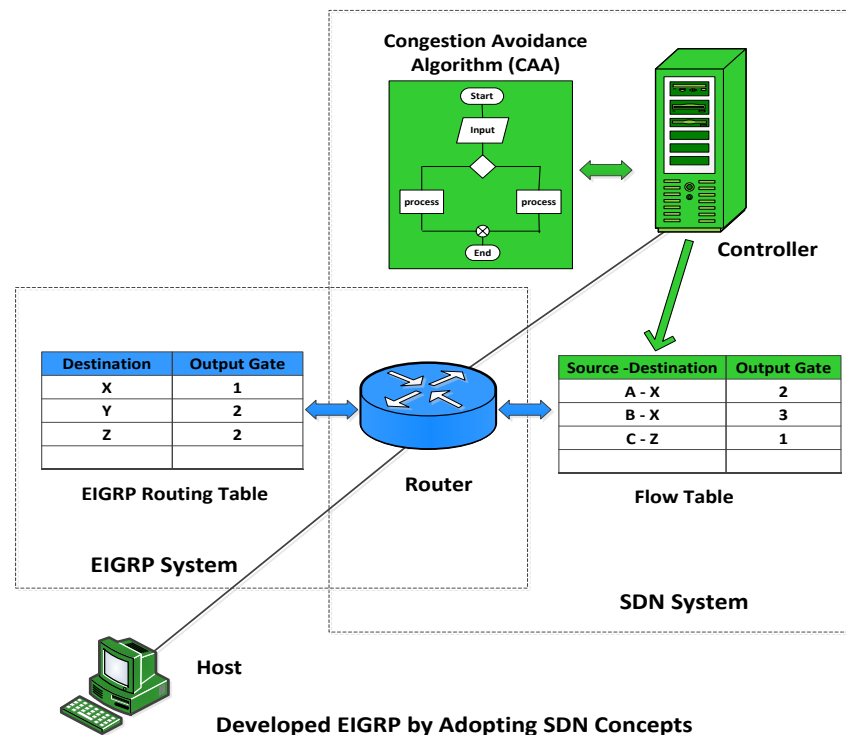 Congestion Avoidance
Algorithm (CAA)
Start
Input
process
process
End
Controller
Destination Output Gate
X 1
Y 2
Z 2
EIGRP Routing Table
Router
Source -Destination Output Gate
A - X 2
B - X 3
C - Z 1
Flow Table
EIGRP System
SDN System
Host
Developed EIGRP by Adopting SDN Concepts